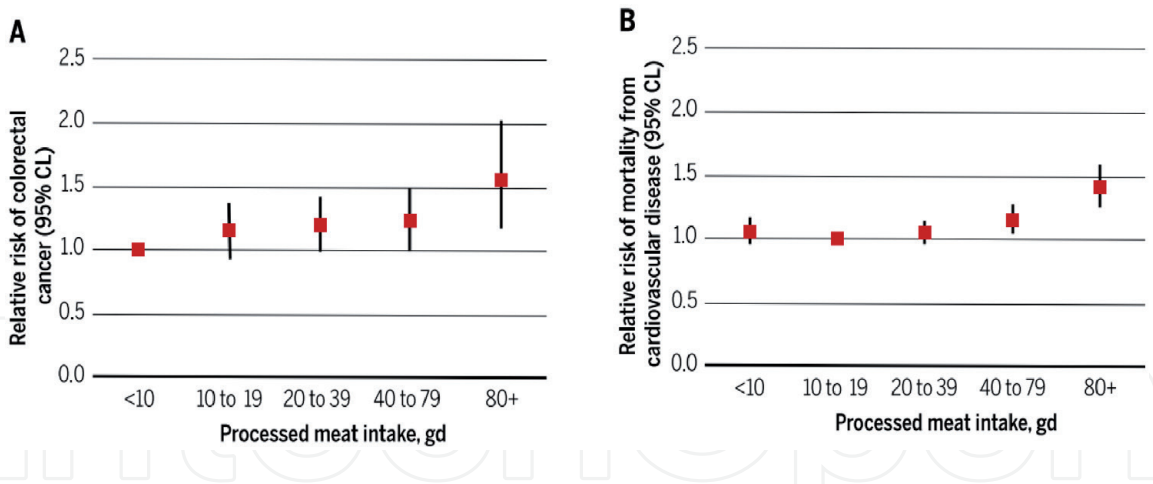 A
Relative risk of colorectal
cancer (95% CL)
2.5
2.0
1.5
1.0
0.5
0.0
<10 10 to 19 20 to 39 40 to 79 80+
Processed meat intake, gd
B
Relative risk of mortality from
cardiovascular disease (95% CL)
2.5
2.0
1.5
1.0
0.5
0.0
<10 10 to 19 20 to 39 40 to 79 80+
Processed meat intake, gd